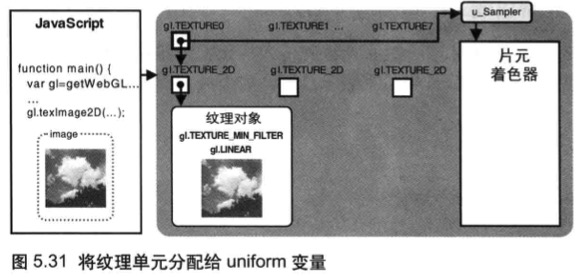 JavaScript
function main() {
var gl=getWebGL...
...
gl.texImage2D(...);
image
gl.TEXTURE0
gl.TEXTURE1 ...
gl.TEXTURE7
u_Sampler
gl.TEXTURE_2D
gl.TEXTURE_2D
gl.TEXTURE_2D
纹理对象
gl.TEXTURE_MIN_FILTER
gl.LINEAR
片元
着色器
图 5.31 将纹理单元分配给 uniform 变量